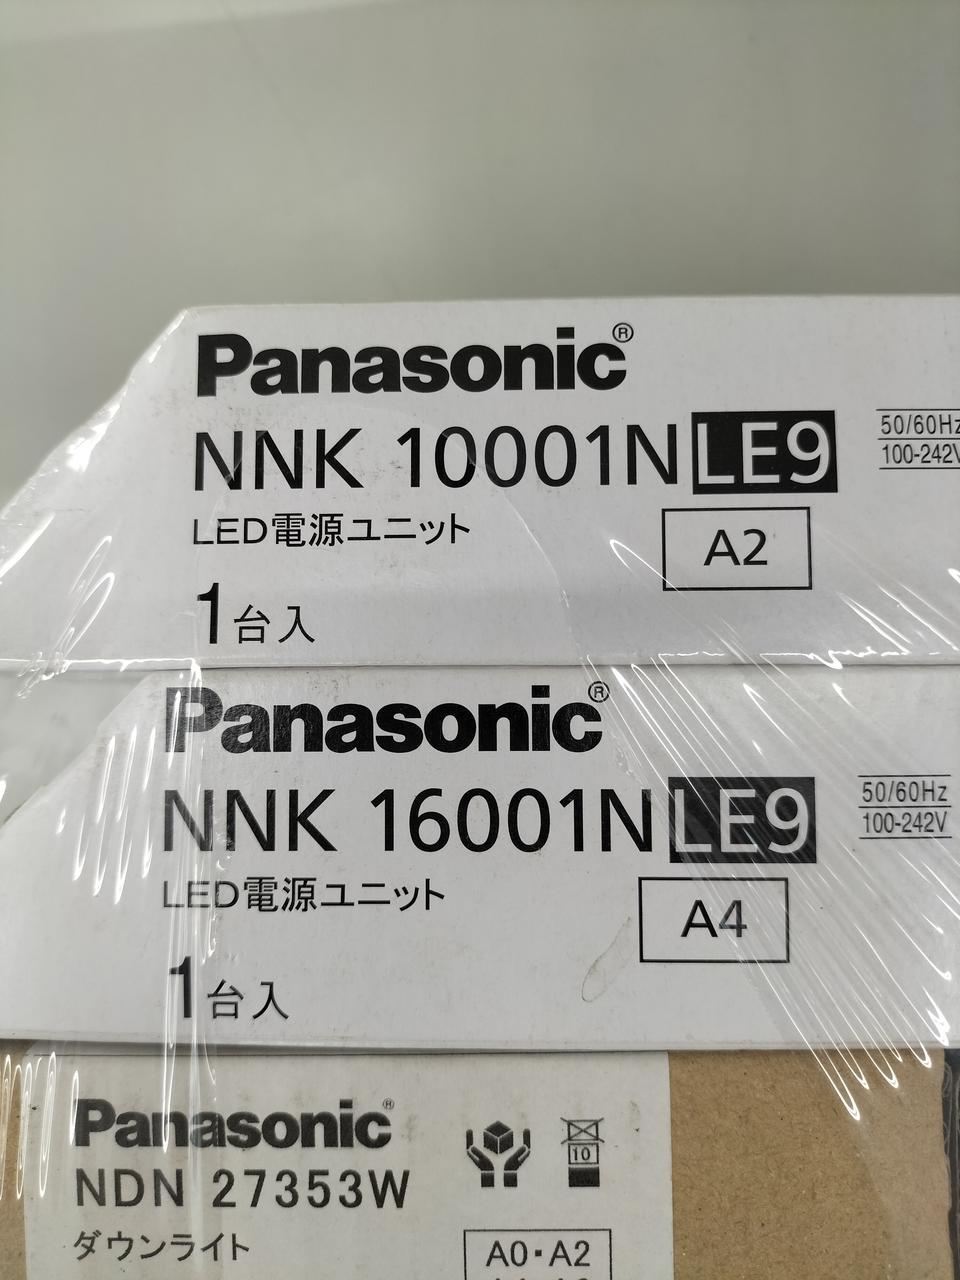 Panasonic®
NNK 10001N LE9
50/60Hz
100-242V
LED電源ユニット
A2
1台入
Panasonic®
NNK 16001N LE9
50/60Hz
100-242V
LED電源ユニット
A4
1台入
Panasonic®
10
NDN 27353W
ダウンライト
A0・A2